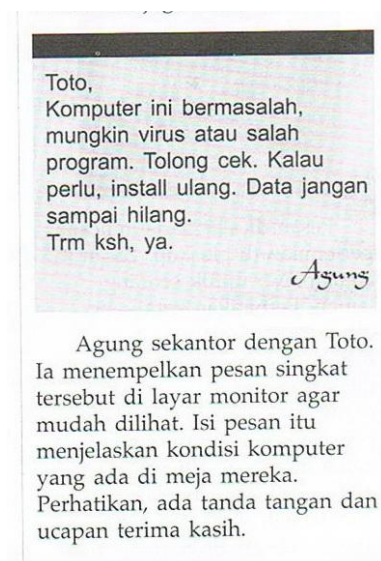 Toto,
Komputer ini bermasalah,
mungkin virus atau salah
program. Tolong cek. Kalau
perlu, install ulang. Data jangan
sampai hilang.
Trm ksh, ya.
Agung
Agung sekantor dengan Toto.
Ia menempelkan pesan singkat
tersebut di layar monitor agar
mudah dilihat. Isi pesan itu
menjelaskan kondisi komputer
yang ada di meja mereka.
Perhatikan, ada tanda tangan dan
ucapan terima kasih.